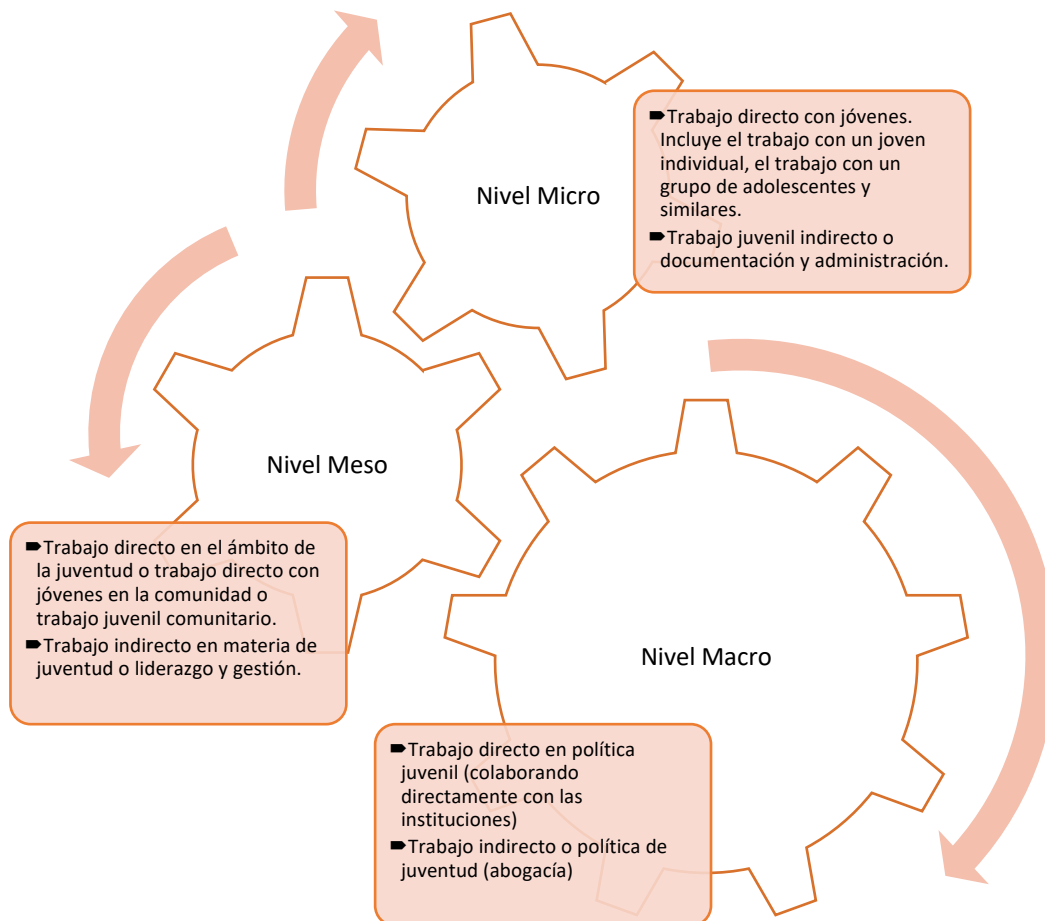 Nivel Micro
➨Trabajo directo con jóvenes.
Incluye el trabajo con un joven
individual, el trabajo con un
grupo de adolescentes y
similares.
➨Trabajo juvenil indirecto o
documentación y administración.
Nivel Meso
➨Trabajo directo en el ámbito de
la juventud o trabajo directo con
jóvenes en la comunidad o
trabajo juvenil comunitario.
➨Trabajo indirecto en materia de
juventud o liderazgo y gestión.
Nivel Macro
➨Trabajo directo en política
juvenil (colaborando
directamente con las
instituciones)
➨Trabajo indirecto o política de
juventud (abogacía)